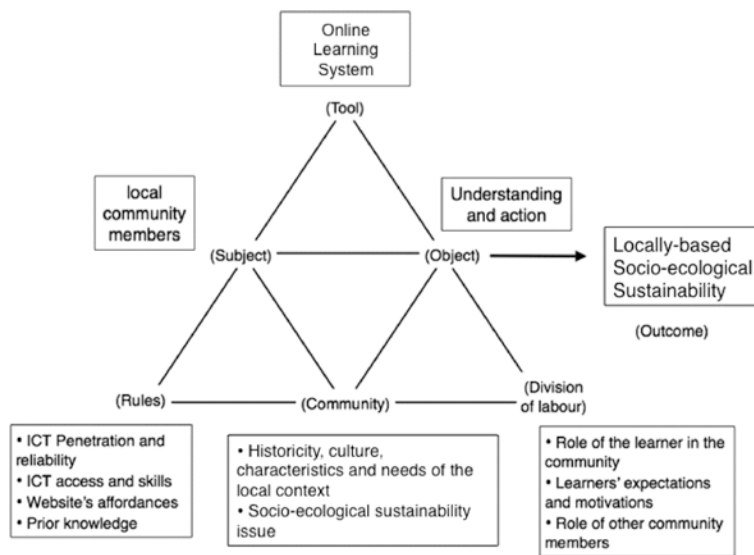 Online
Learning
System
(Tool)
local
community
members
Understanding
and action
(Subject)
(Object)
Locally-based
Socio-ecological
Sustainability
(Outcome)
(Rules)
(Community)
(Division
of labour)
• ICT Penetration and
reliability
• ICT access and skills
• Website's affordances
• Prior knowledge
• Historicity, culture,
characteristics and needs of the
local context
• Socio-ecological sustainability
issue
• Role of the learner in the
community
• Learners' expectations
and motivations
• Role of other community
members